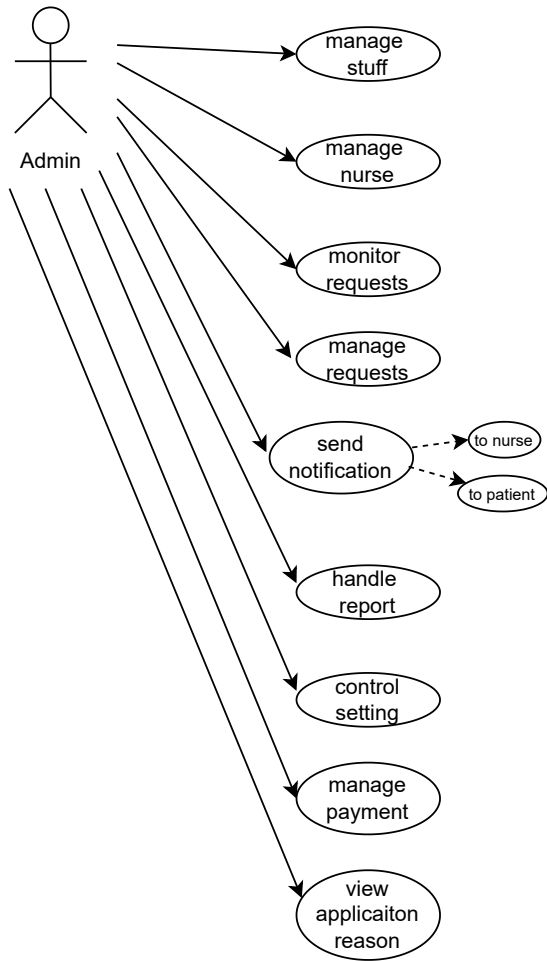 manage
stuff
Admin
manage
nurse
monitor
requests
manage
requests
send
notification
to nurse
to patient
handle
report
control
setting
manage
payment
view
applicaiton
reason